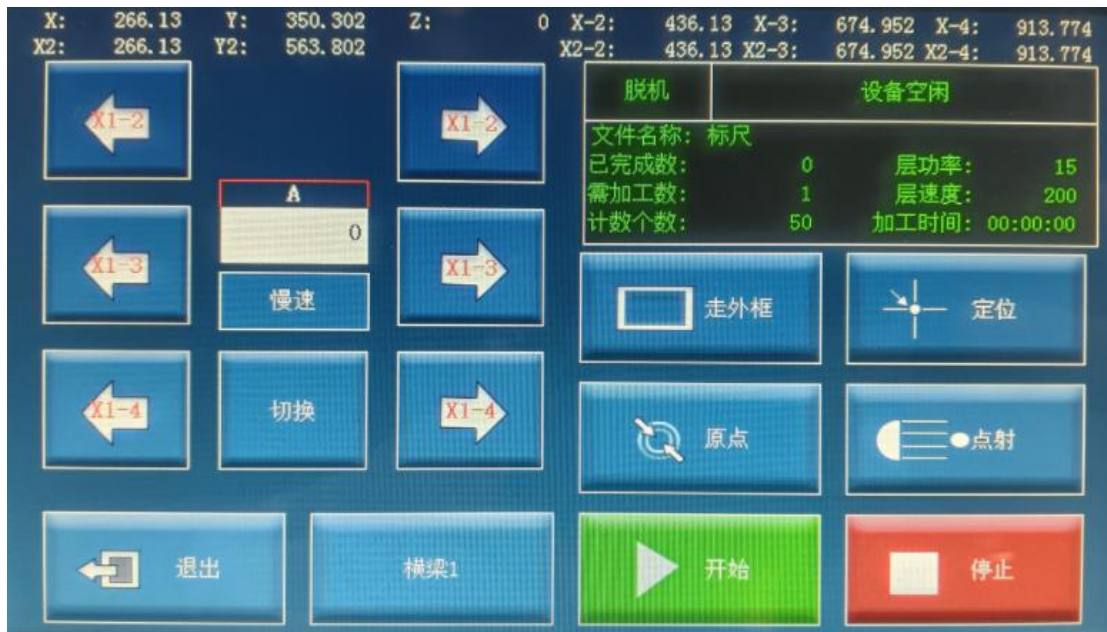 X: 266.13 Y: 350.302 Z: 0 X-2: 436.13 X-3: 674.952 X-4: 913.774
X2: 266.13 Y2: 563.802 X2-2: 436.13 X2-3: 674.952 X2-4: 913.774
X1-2
X1-2
A
0
X1-3
X1-3
慢速
X1-4
切换
X1-4
脱机 设备空闲
文件名称: 标尺
已完成数: 0 层功率: 15
需加工数: 1 层速度: 200
计数个数: 50 加工时间: 00:00:00
走外框
定位
原点
点射
退出
横梁1
开始
停止